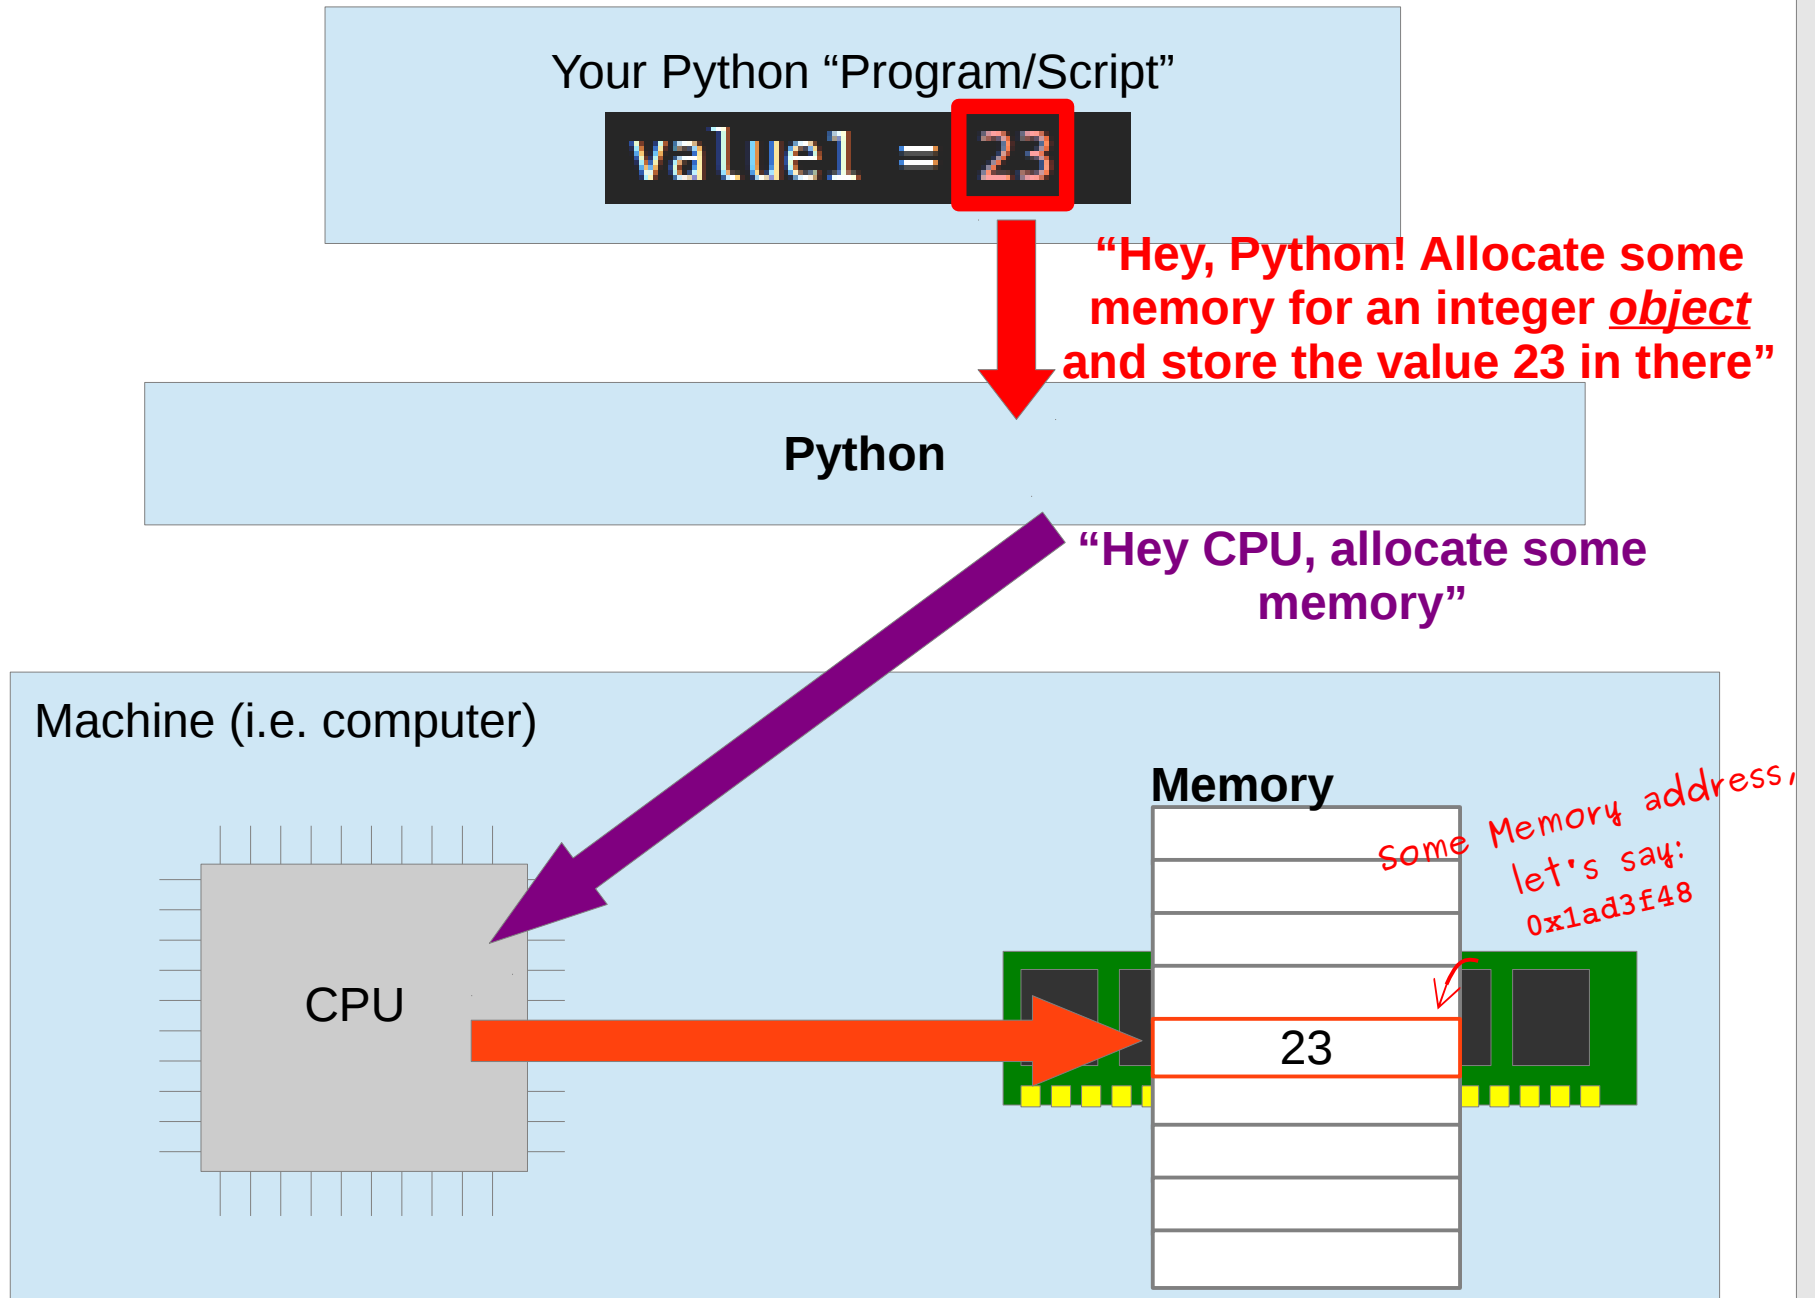 Your Python “Program/Script”
value1 = 23
“Hey, Python! Allocate some
memory for an integer object
and store the value 23 in there”
Python
“Hey CPU, allocate some
memory”
Machine (i.e. computer)
Memory
Some Memory address,
let's say:
0x1ad3f48
CPU
23